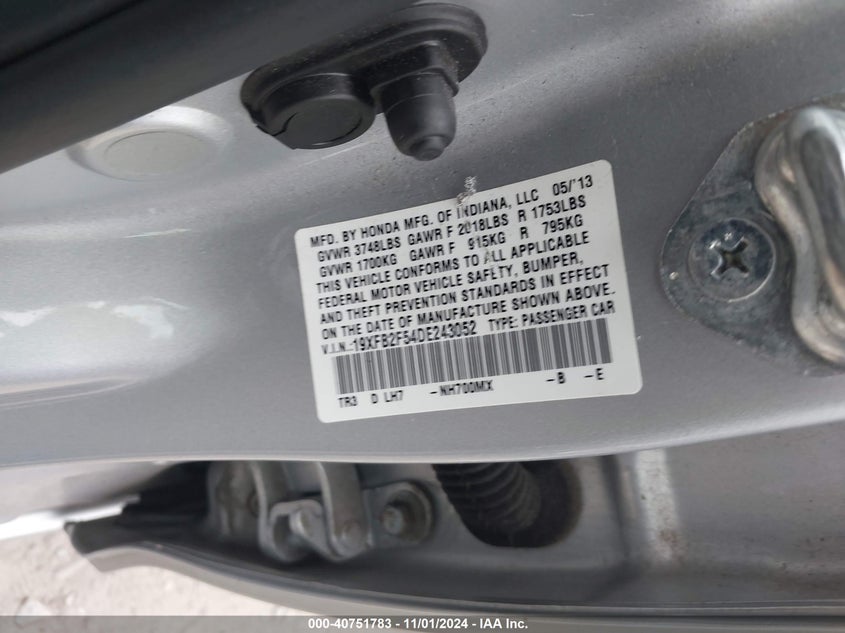 MFD. BY HONDA MFG. OF INDIANA, LLC 05/'13
GVWR 3748LBS GAWR F 2018LBS R 1753LBS
GVWR 1700KG GAWR F 915KG R 795KG
THIS VEHICLE CONFORMS TO ALL APPLICABLE
FEDERAL MOTOR VEHICLE SAFETY, BUMPER,
AND THEFT PREVENTION STANDARDS IN EFFECT
ON THE DATE OF MANUFACTURE SHOWN ABOVE.
V.I.N.:19XFB2F54DE243052 TYPE: PASSENGER CAR
TR3 D LH7 -NH700MX -B -E
000-40751783 - 11/01/2024 - IAA Inc.